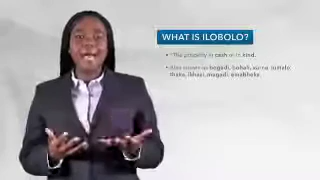 WHAT IS ILOBOLO?
• "The property in cash or in kind.
• Also known as bogadi, bohali, xuma, lumalo,
thaka, ikhazi, magadi, emabheka.